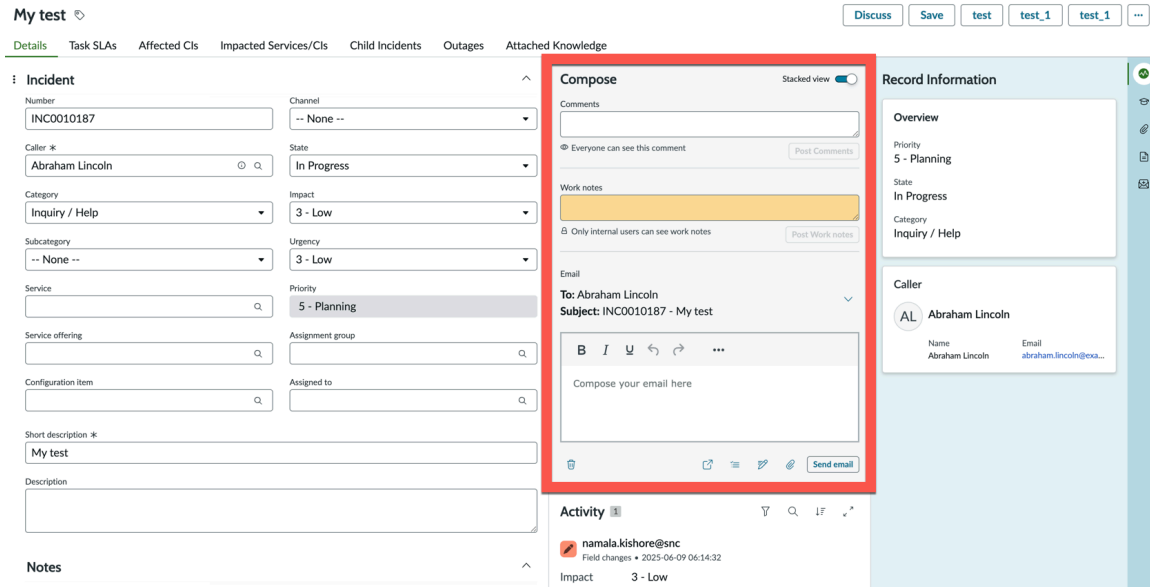 My test
Discuss
Save
test
test_1
test_1
Details
Task SLAs
Affected CIs
Impacted Services/CIs
Child Incidents
Outages
Attached Knowledge
Incident
Number
INC0010187
Channel
-- None --
Caller
Abraham Lincoln
State
In Progress
Category
Inquiry / Help
Impact
3 - Low
Subcategory
-- None --
Urgency
3 - Low
Service
Priority
5 - Planning
Service offering
Assignment group
Configuration item
Assigned to
Short description
My test
Description
Notes
Compose
Stacked view
Comments
Everyone can see this comment
Post Comments
Work notes
Only internal users can see work notes
Post Work notes
Email
To: Abraham Lincoln
Subject: INC0010187 - My test
B I U
Compose your email here
Send email
Activity 1
namala.kishore@snc
Field changes • 2025-06-09 06:14:32
Impact 3 - Low
Record Information
Overview
Priority
5 - Planning
State
In Progress
Category
Inquiry / Help
Caller
AL
Abraham Lincoln
Name
Abraham Lincoln
Email
abraham.lincoln@exa...